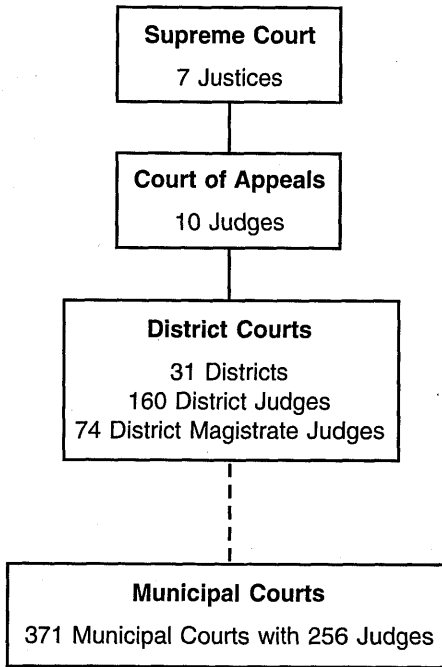 Supreme Court
7 Justices
Court of Appeals
10 Judges
District Courts
31 Districts
160 District Judges
74 District Magistrate Judges
Municipal Courts
371 Municipal Courts with 256 Judges